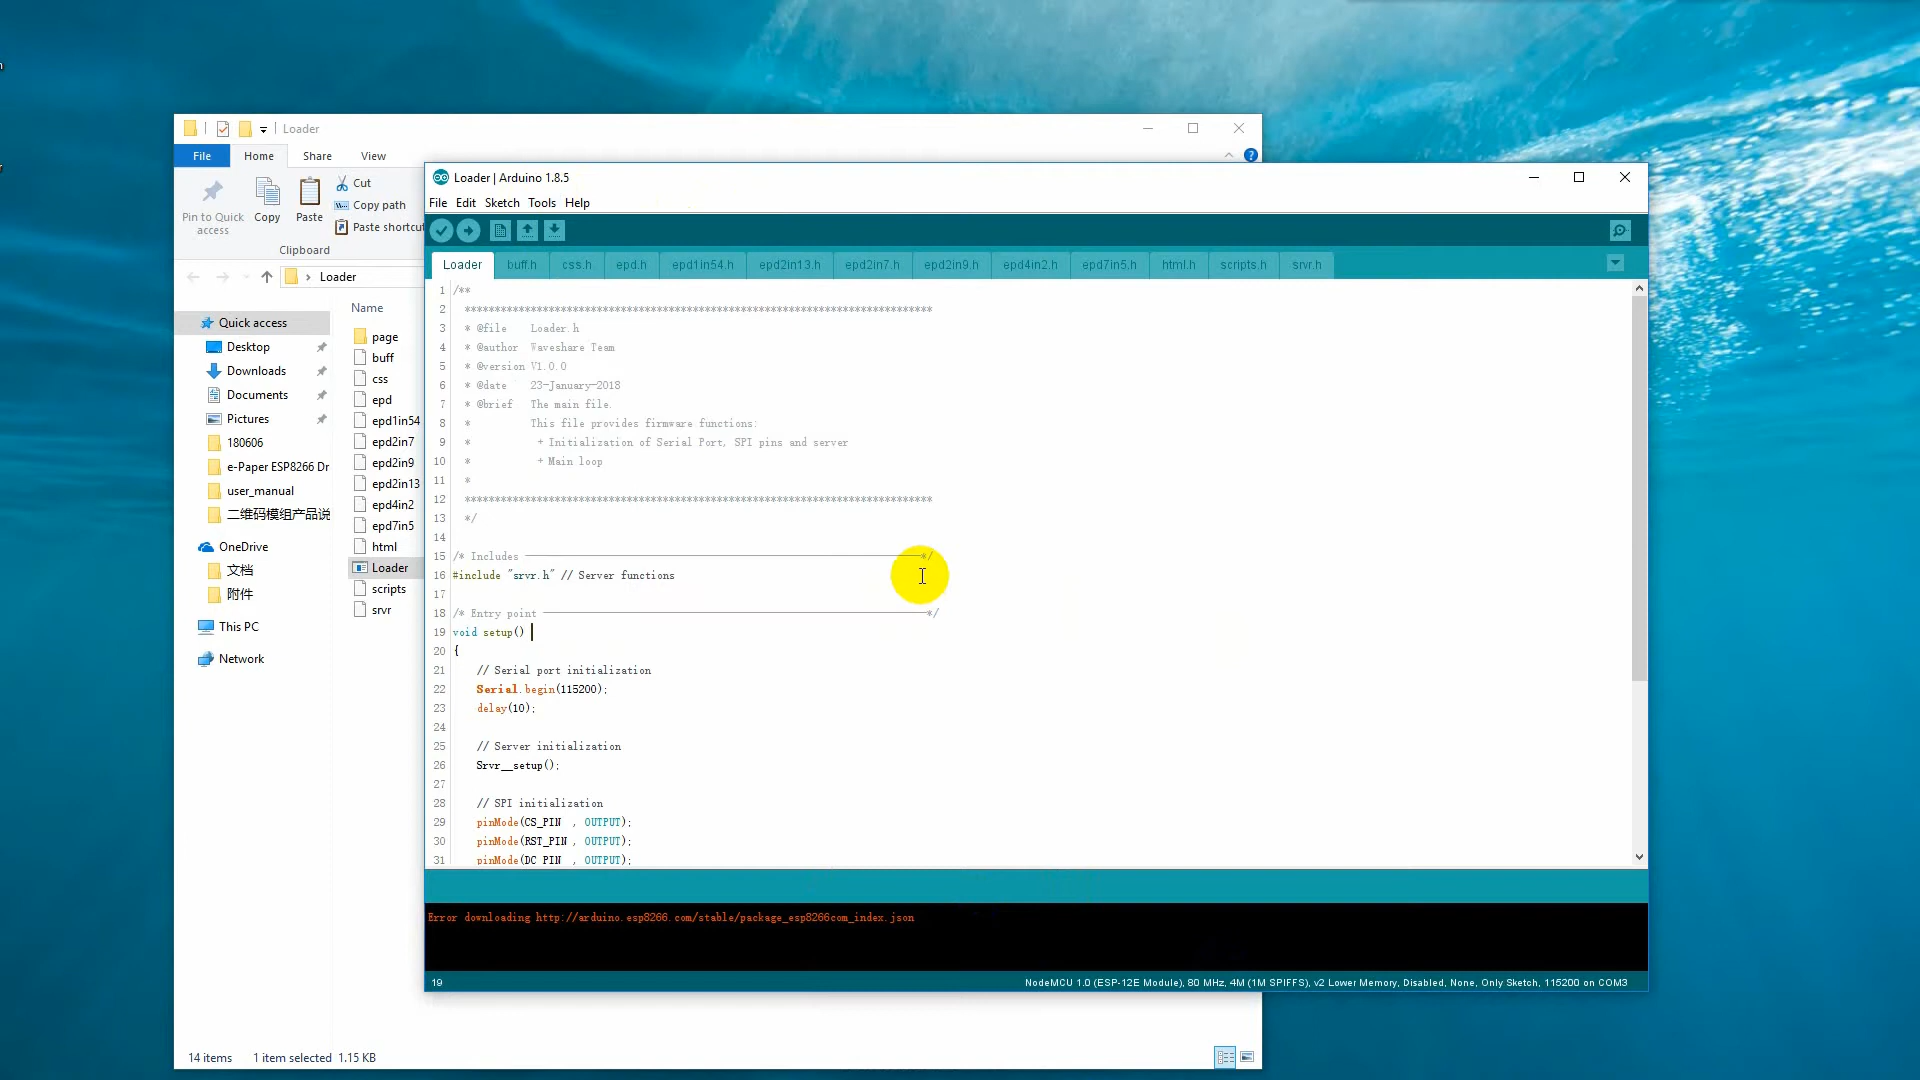 Loader
File Home Share View
Pin to Quick access
Copy
Paste
Cut
Copy path
Paste shortcu
Clipboard
Loader
Name
Quick access
Desktop
Downloads
Documents
Pictures
180606
e-Paper ESP8266 Dr
user_manual
二维码模组产品说
OneDrive
文档
附件
This PC
Network
page
buff
css
epd
epd1in54
epd2in7
epd2in9
epd2in13
epd4in2
epd7in5
html
Loader
scripts
srvr
14 items 1 item selected 1.15 KB
Loader | Arduino 1.8.5
File Edit Sketch Tools Help
Loader buff.h css.h epd.h epd1in54.h epd2in13.h epd2in7.h epd2in9.h epd4in2.h epd7in5.h html.h scripts.h srvr.h
1 /**
2 ******************************************************************************
3 * @file Loader.h
4 * @author Waveshare Team
5 * @version V1.0.0
6 * @date 23-January-2018
7 * @brief The main file.
8 * This file provides firmware functions:
9 * + Initialization of Serial Port, SPI pins and server
10 * + Main loop
11 *
12 ******************************************************************************
13 */
14
15 /* Includes ------------------------------------------------------------------*/
16 #include "srvr.h" // Server functions
17
18 /* Entry point ----------------------------------------------------------------*/
19 void setup()
20 {
21 // Serial port initialization
22 Serial.begin(115200);
23 delay(10);
24
25 // Server initialization
26 Srvr__setup();
27
28 // SPI initialization
29 pinMode(CS_PIN , OUTPUT);
30 pinMode(RST_PIN , OUTPUT);
31 pinMode(DC_PIN , OUTPUT);
Error downloading http://arduino.esp8266.com/stable/package_esp8266com_index.json
19 NodeMCU 1.0 (ESP-12E Module), 80 MHz, 4M (1M SPIFFS), v2 Lower Memory, Disabled, None, Only Sketch, 115200 on COM3